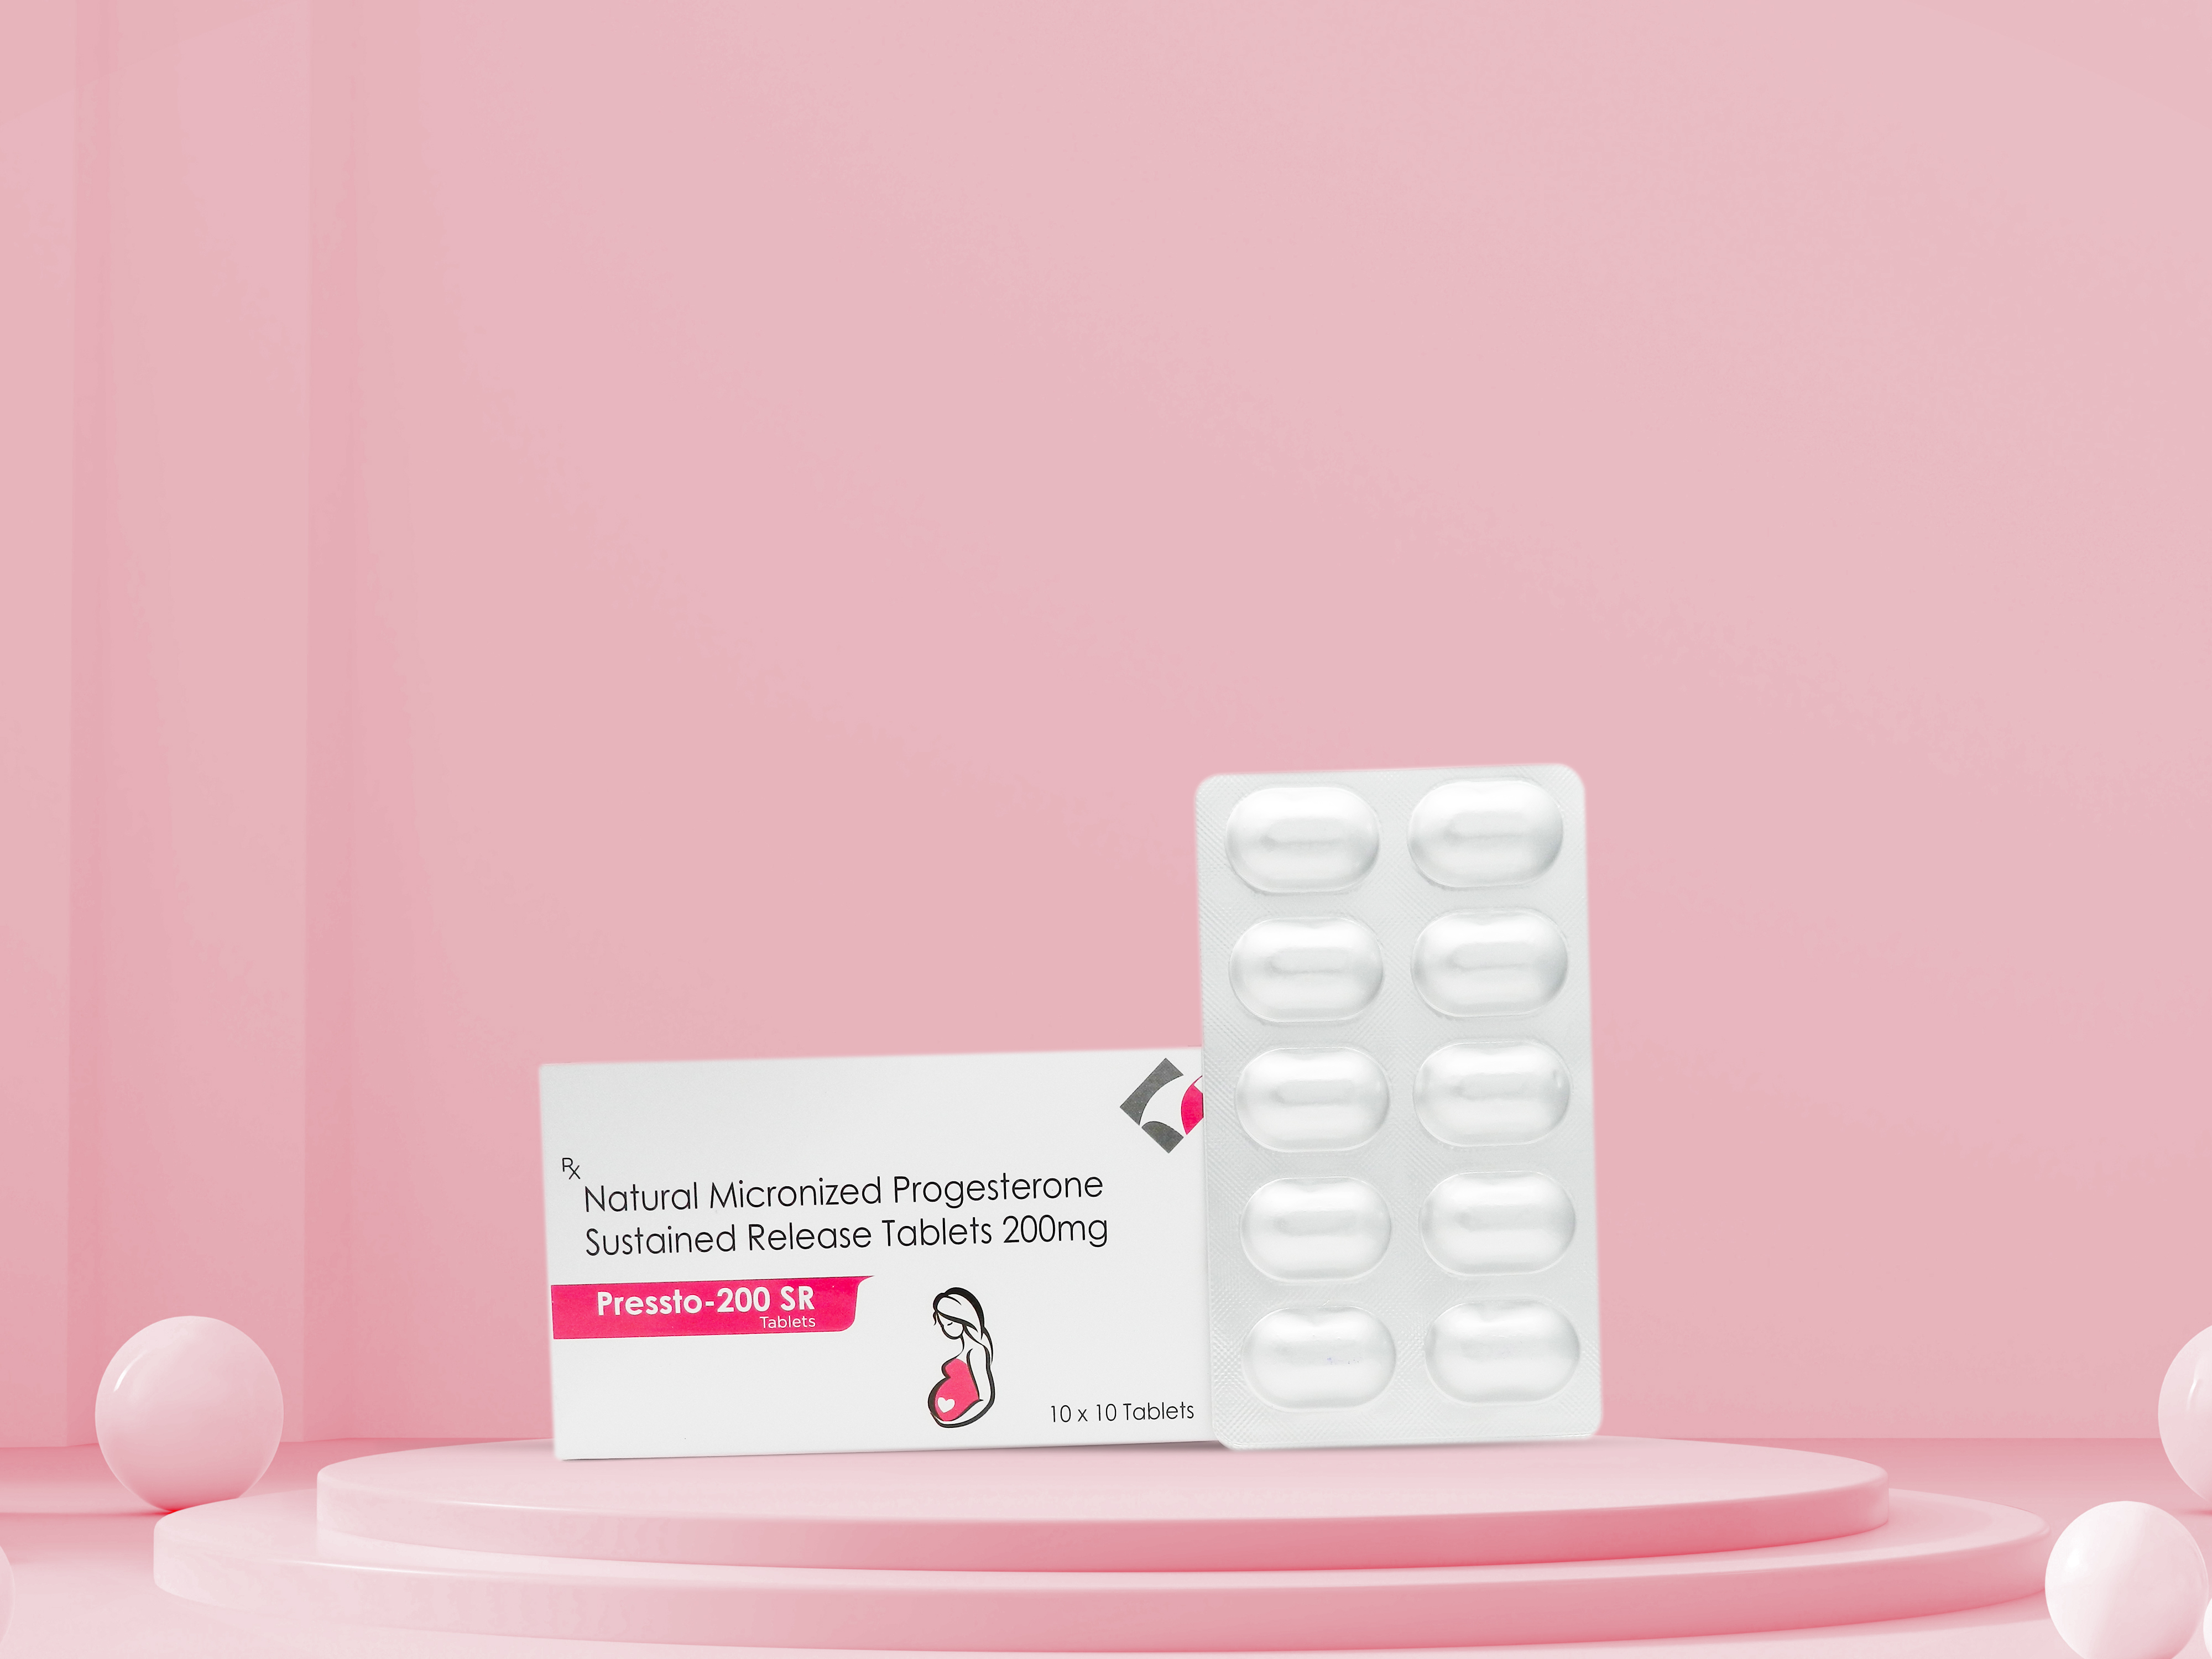 Rx
Natural Micronized Progesterone
Sustained Release Tablets 200mg
Pressto-200 SR
Tablets
10 x 10 Tablets